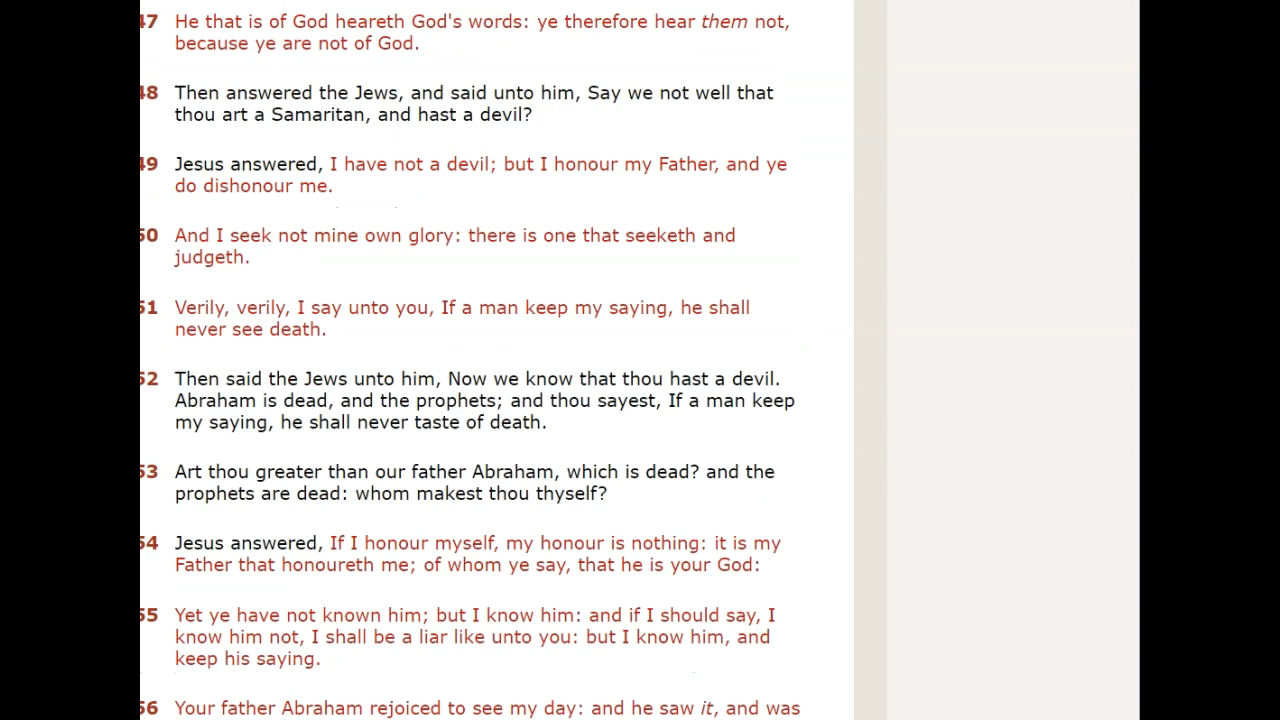 47 He that is of God heareth God's words: ye therefore hear them not,
because ye are not of God.
48 Then answered the Jews, and said unto him, Say we not well that
thou art a Samaritan, and hast a devil?
49 Jesus answered, I have not a devil; but I honour my Father, and ye
do dishonour me.
50 And I seek not mine own glory: there is one that seeketh and
judgeth.
51 Verily, verily, I say unto you, If a man keep my saying, he shall
never see death.
52 Then said the Jews unto him, Now we know that thou hast a devil.
Abraham is dead, and the prophets; and thou sayest, If a man keep
my saying, he shall never taste of death.
53 Art thou greater than our father Abraham, which is dead? and the
prophets are dead: whom makest thou thyself?
54 Jesus answered, If I honour myself, my honour is nothing: it is my
Father that honoureth me; of whom ye say, that he is your God:
55 Yet ye have not known him; but I know him: and if I should say, I
know him not, I shall be a liar like unto you: but I know him, and
keep his saying.
56 Your father Abraham rejoiced to see my day: and he saw it, and was